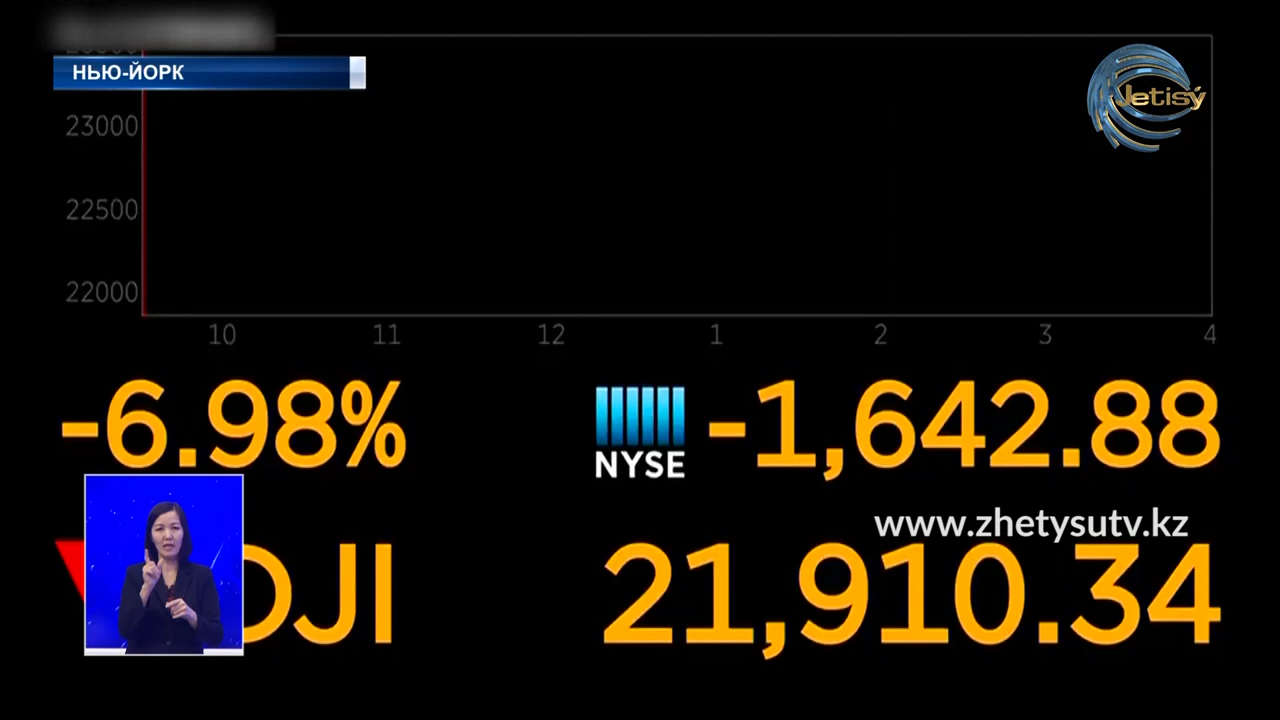 НЬЮ-ЙОРК
Jetisý
23000
22500
22000
10 11 12 1 2 3 4
-6.98% NYSE -1,642.88
www.zhetysutv.kz
DJI 21,910.34